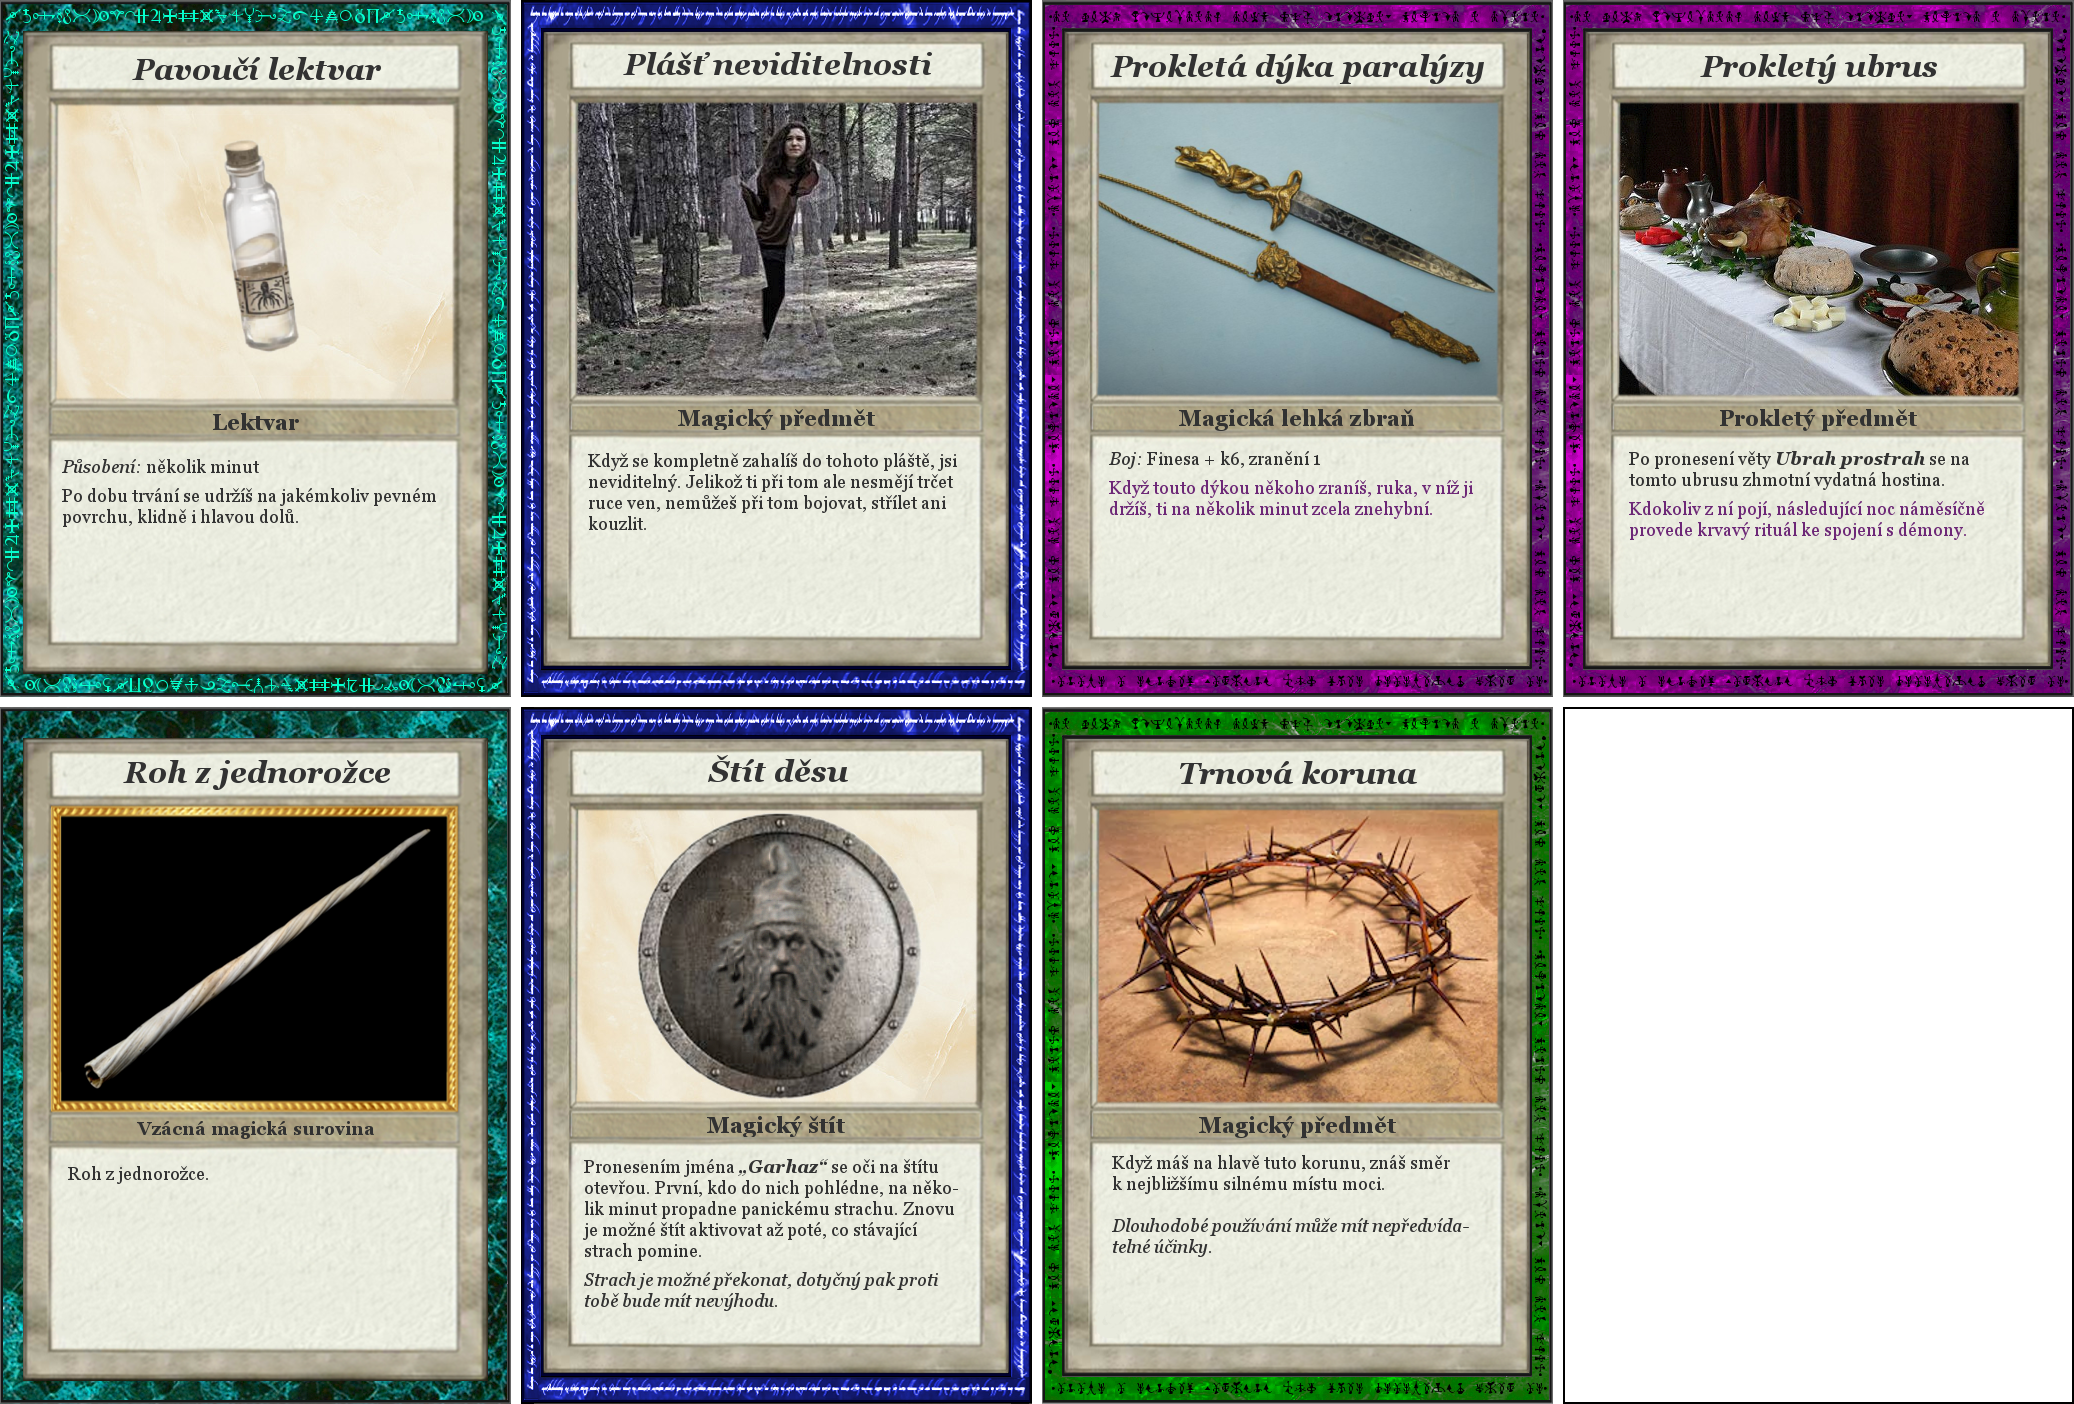 Pavoučí lektvar
Lektvar
Působení: několik minut
Po dobu trvání se udržíš na jakémkoliv pevném
povrchu, klidně i hlavou dolů.
Plášť neviditelnosti
Magický předmět
Když se kompletně zahalíš do tohoto pláště, jsi
neviditelný. Jelikož ti při tom ale nesmějí trčet
ruce ven, nemůžeš při tom bojovat, střílet ani
kouzlit.
Prokletá dýka paralýzy
Magická lehká zbraň
Boj: Finesa + k6, zranění 1
Když touto dýkou někoho zraníš, ruka, v níž ji
držíš, ti na několik minut zcela znehybní.
Prokletý ubrus
Prokletý předmět
Po pronesení věty Ubrah prostrah se na
tomto ubrusu zhmotní vydatná hostina.
Kdokoliv z ní pojí, následující noc náměsíčně
provede krvavý rituál ke spojení s démony.
Roh z jednorožce
Vzácná magická surovina
Roh z jednorožce.
Štít děsu
Magický štít
Pronesením jména „Garhaz“ se oči na štítu
otevřou. První, kdo do nich pohlédne, na něko-
lik minut propadne panickému strachu. Znovu
je možné štít aktivovat až poté, co stávající
strach pomine.
Strach je možné překonat, dotyčný pak proti
tobě bude mít nevýhodu.
Trnová koruna
Magický předmět
Když máš na hlavě tuto korunu, znáš směr
k nejbližšímu silnému místu moci.
Dlouhodobé používání může mít nepředvída-
telné účinky.